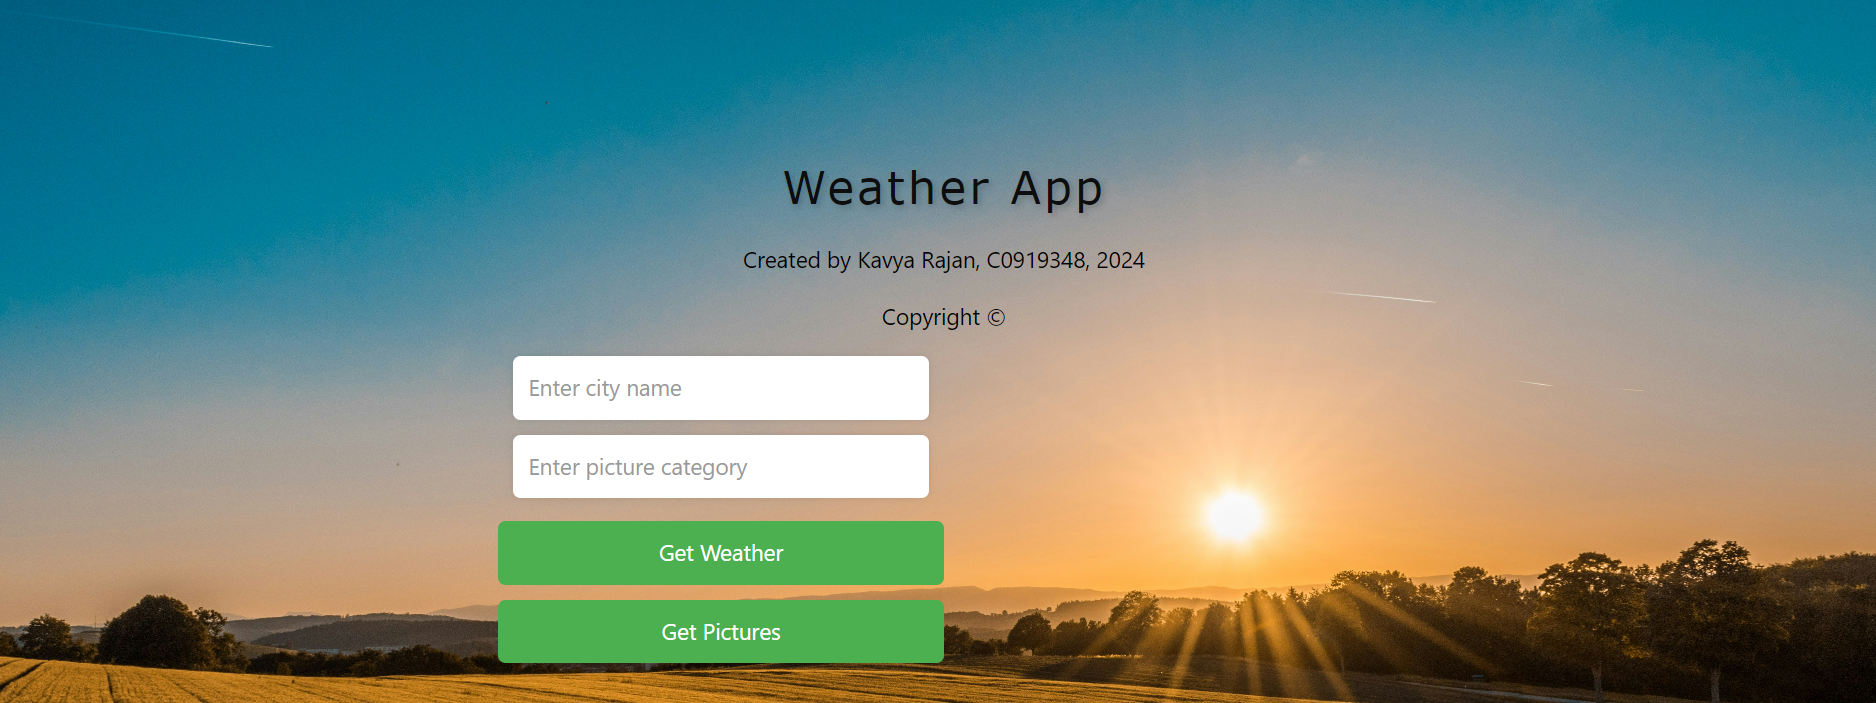 Weather App
Created by Kavya Rajan, C0919348, 2024
Copyright ©
Enter city name
Enter picture category
Get Weather
Get Pictures